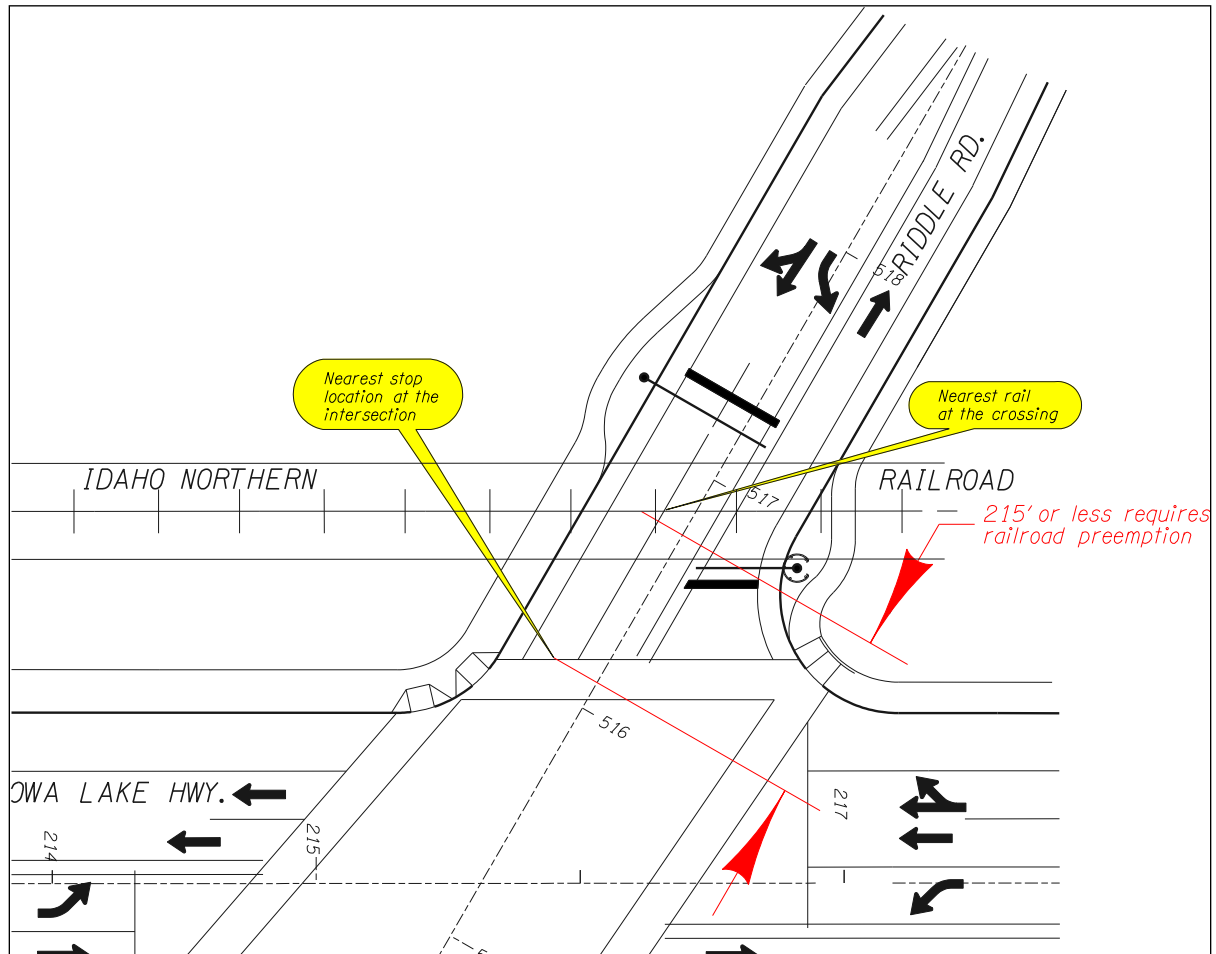 RIDDLE RD.
518
Nearest stop
location at the
intersection
Nearest rail
at the crossing
IDAHO NORTHERN
RAILROAD
517
215' or less requires
railroad preemption
516
OWA LAKE HWY.
214
215
217